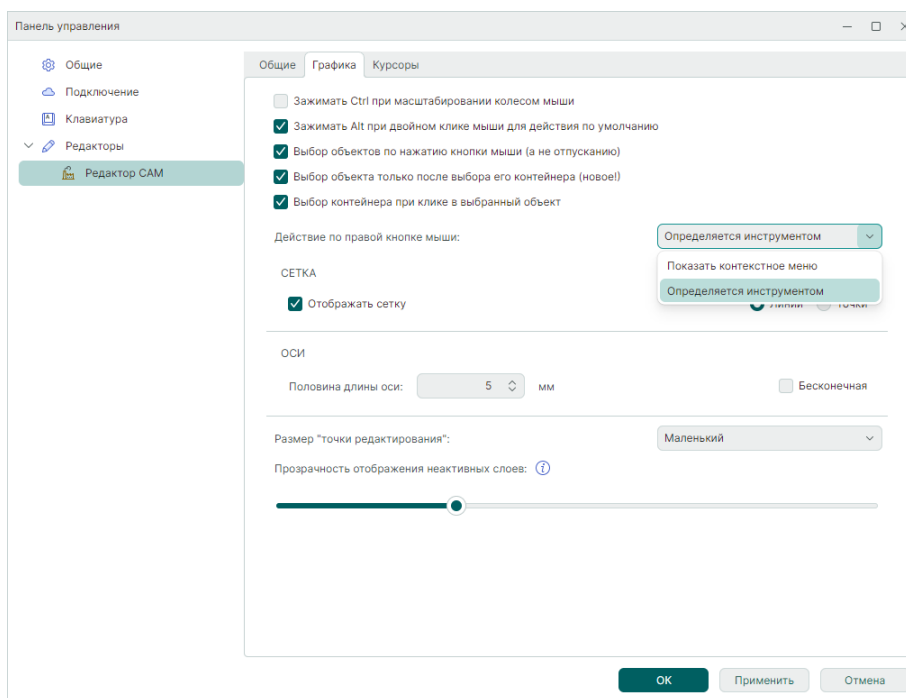 Панель управления
Общие
Подключение
Клавиатура
Редакторы
Редактор CAM
Общие Графика Курсоры
Зажимать Ctrl при масштабировании колесом мыши
Зажимать Alt при двойном клике мыши для действия по умолчанию
Выбор объектов по нажатию кнопки мыши (а не отпусканию)
Выбор объекта только после выбора его контейнера (новое!)
Выбор контейнера при клике в выбранный объект
Действие по правой кнопке мыши: Определяется инструментом
Показать контекстное меню
Определяется инструментом
СЕТКА
Отображать сетку Линии Точки
ОСИ
Половина длины оси: 5 мм Бесконечная
Размер "точки редактирования": Маленький
Прозрачность отображения неактивных слоев: i
ОК Применить Отмена